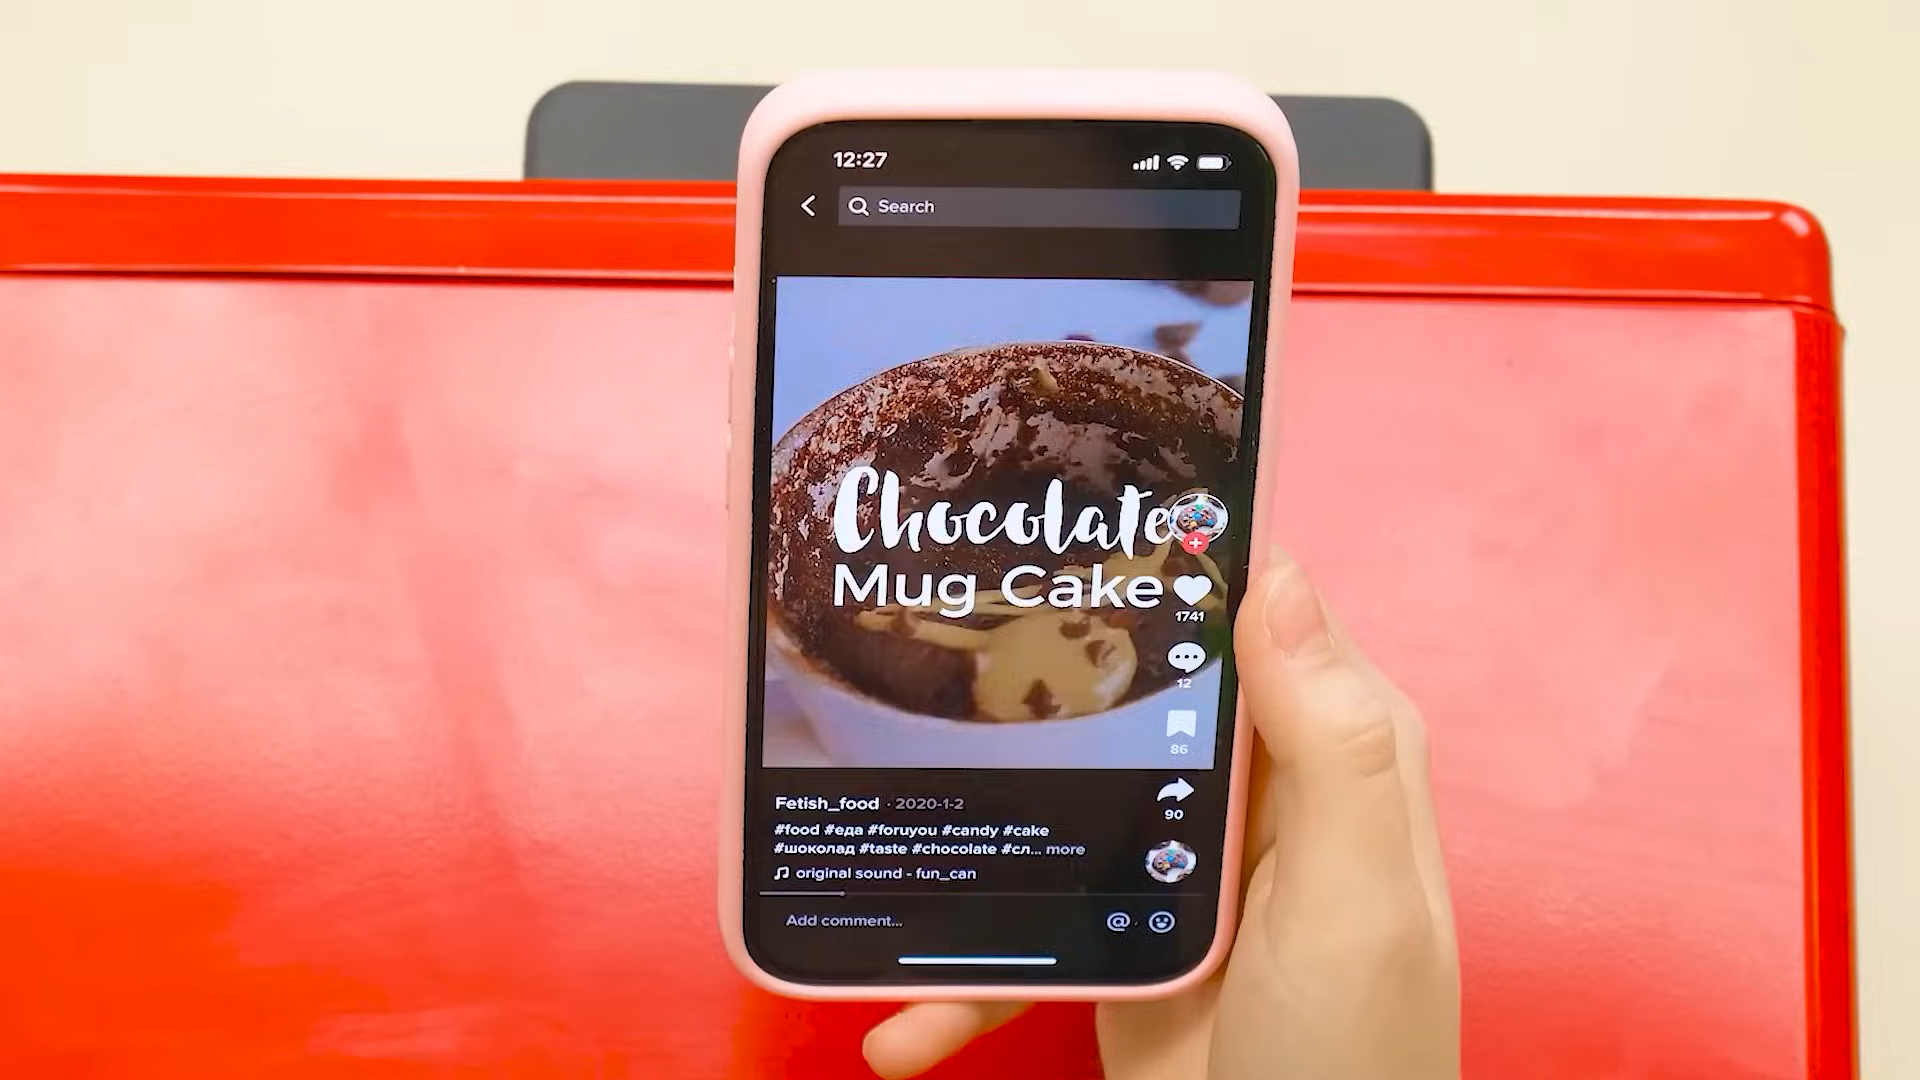 12:27
Search
Chocolate
Mug Cake
1741
12
86
90
Fetish_food · 2020-1-2
#food #еда #foryou #candy #cake
#шоколад #taste #chocolate #сл... more
original sound - fun_can
Add comment...
@